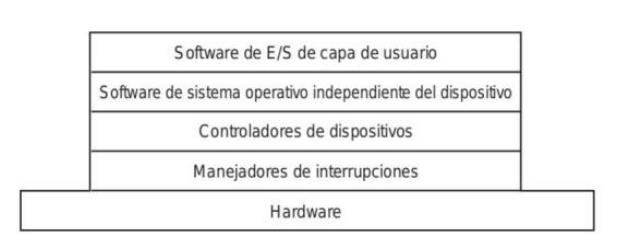 Software de E/S de capa de usuario
Software de sistema operativo independiente del dispositivo
Controladores de dispositivos
Manejadores de interrupciones
Hardware